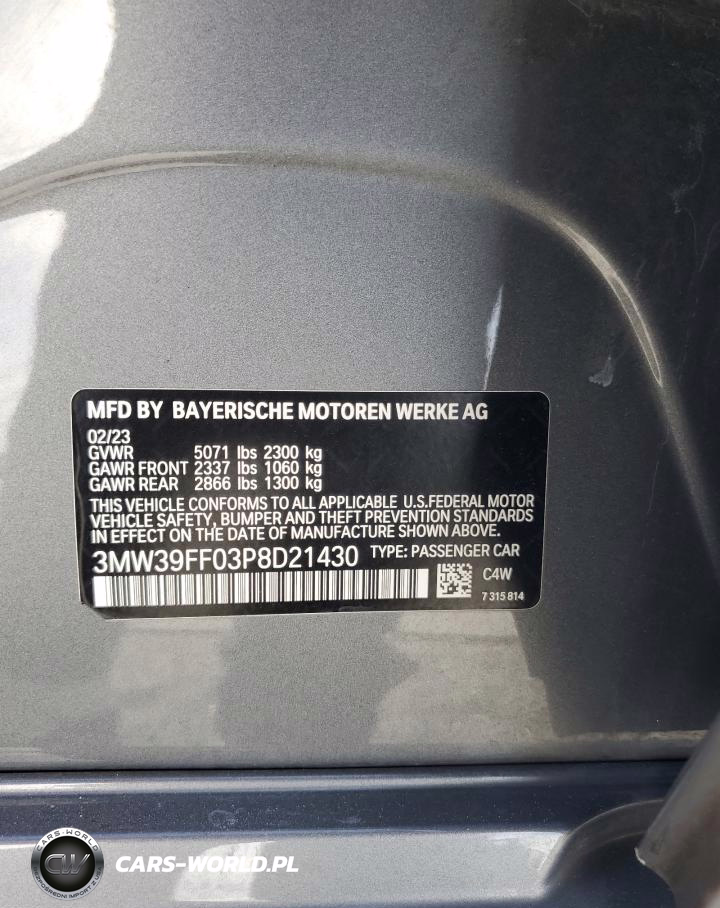 MFD BY BAYERISCHE MOTOREN WERKE AG
02/23
GVWR 5071 lbs 2300 kg
GAWR FRONT 2337 lbs 1060 kg
GAWR REAR 2866 lbs 1300 kg
THIS VEHICLE CONFORMS TO ALL APPLICABLE U.S.FEDERAL MOTOR
VEHICLE SAFETY, BUMPER AND THEFT PREVENTION STANDARDS
IN EFFECT ON THE DATE OF MANUFACTURE SHOWN ABOVE.
3MW39FF03P8D21430 TYPE: PASSENGER CAR
C4W
7 315 814
CARS-WORLD
CW
CARS-WORLD.PL